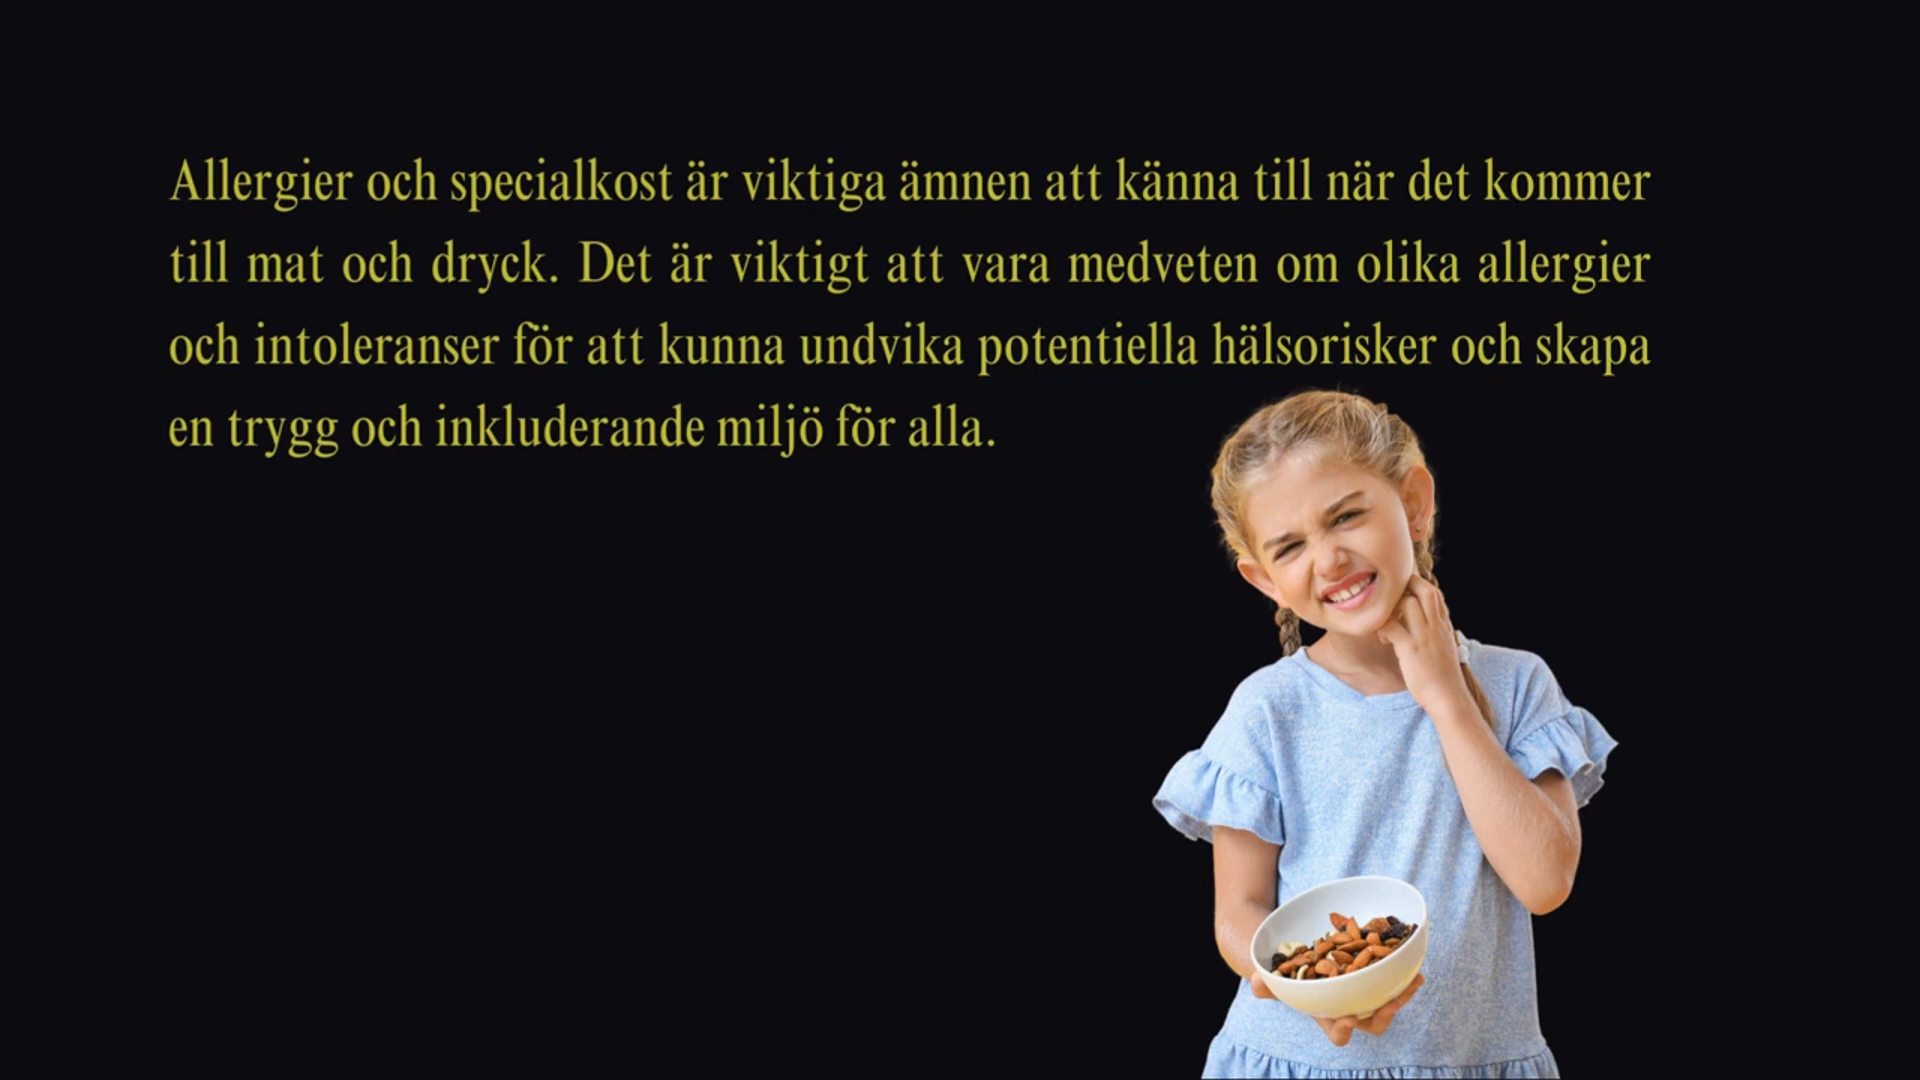 Allergier och specialkost är viktiga ämnen att känna till när det kommer
till mat och dryck. Det är viktigt att vara medveten om olika allergier
och intoleranser för att kunna undvika potentiella hälsorisker och skapa
en trygg och inkluderande miljö för alla.